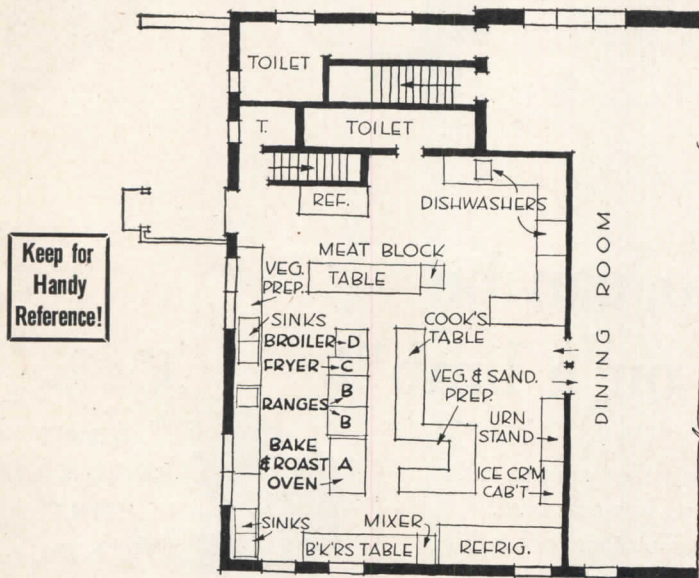 TOILET
T.
TOILET
REF.
DISHWASHERS
Keep for
Handy
Reference!
MEAT BLOCK
VEG.
PREP.
TABLE
SINKS
BROILER
D
COOK'S
TABLE
FRYER
C
VEG. & SAND.
PREP.
RANGES
B
B
DINING ROOM
URN
STAND
BAKE
& ROAST
OVEN
A
ICE CR'M
CAB'T
SINKS
MIXER
B'K'RS TABLE
REFRIG.